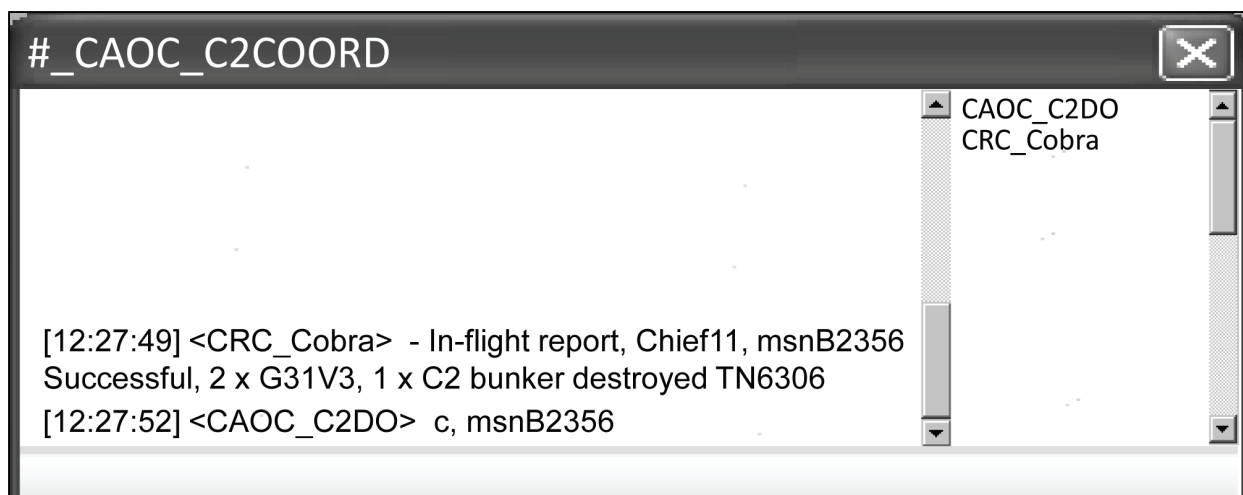 #_CAOC_C2COORD
CAOC_C2DO
CRC_Cobra
[12:27:49] <CRC_Cobra> - In-flight report, Chief11, msnB2356
Successful, 2 x G31V3, 1 x C2 bunker destroyed TN6306
[12:27:52] <CAOC_C2DO> c, msnB2356